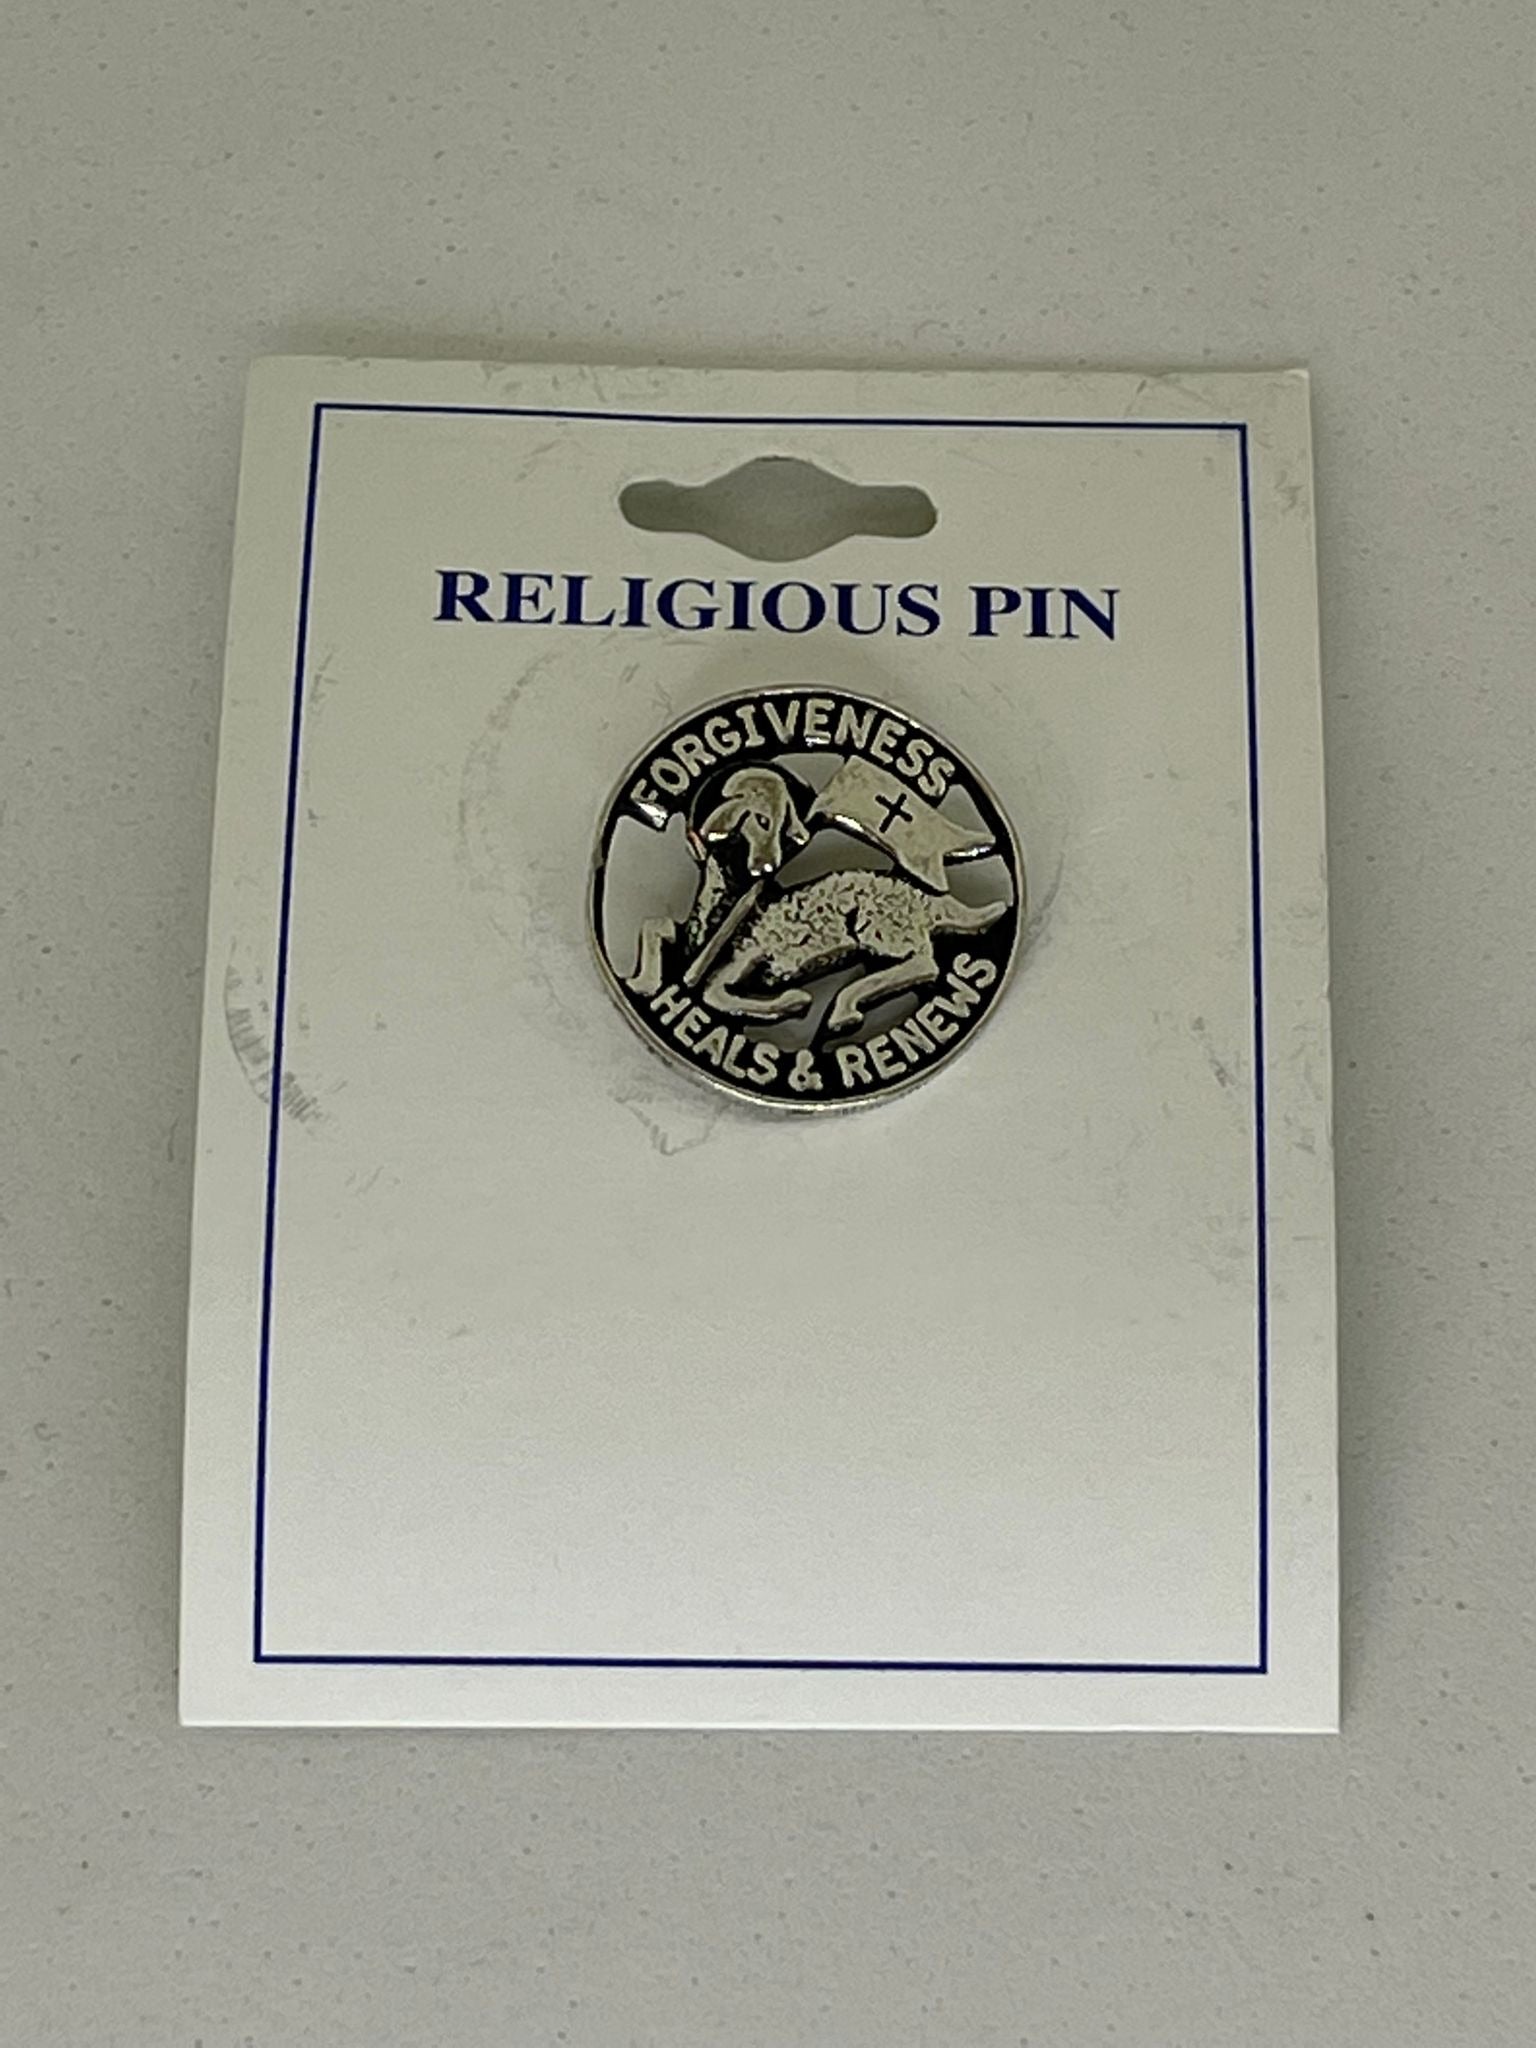 RELIGIOUS PIN
FORGIVENESS
HEALS & RENEWS